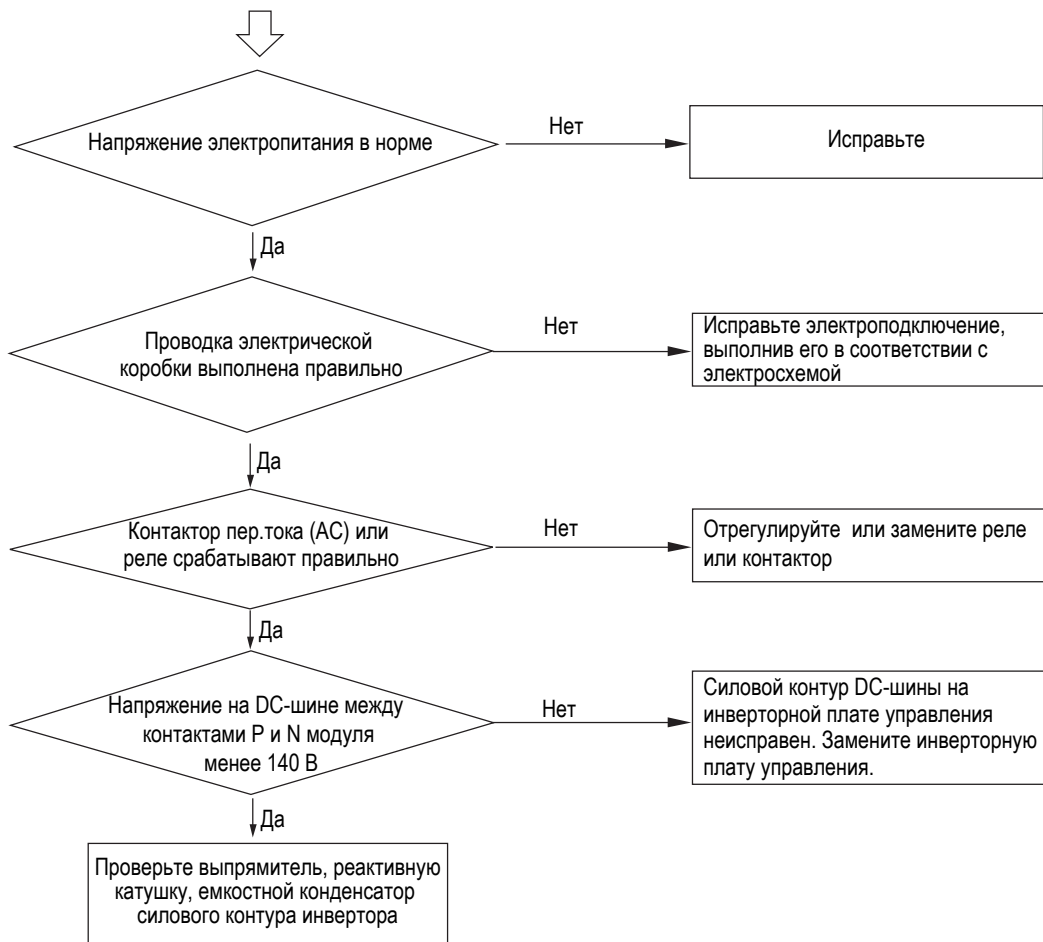 Напряжение электропитания в норме
Нет
Исправьте
Да
Проводка электрической
коробки выполнена правильно
Нет
Исправьте электроподключение,
выполнив его в соответствии с
электросхемой
Да
Контактор пер.тока (AC) или
реле срабатывают правильно
Нет
Отрегулируйте или замените реле
или контактор
Да
Напряжение на DC-шине между
контактами P и N модуля
менее 140 В
Нет
Силовой контур DC-шины на
инверторной плате управления
неисправен. Замените инверторную
плату управления.
Да
Проверьте выпрямитель, реактивную
катушку, емкостной конденсатор
силового контура инвертора